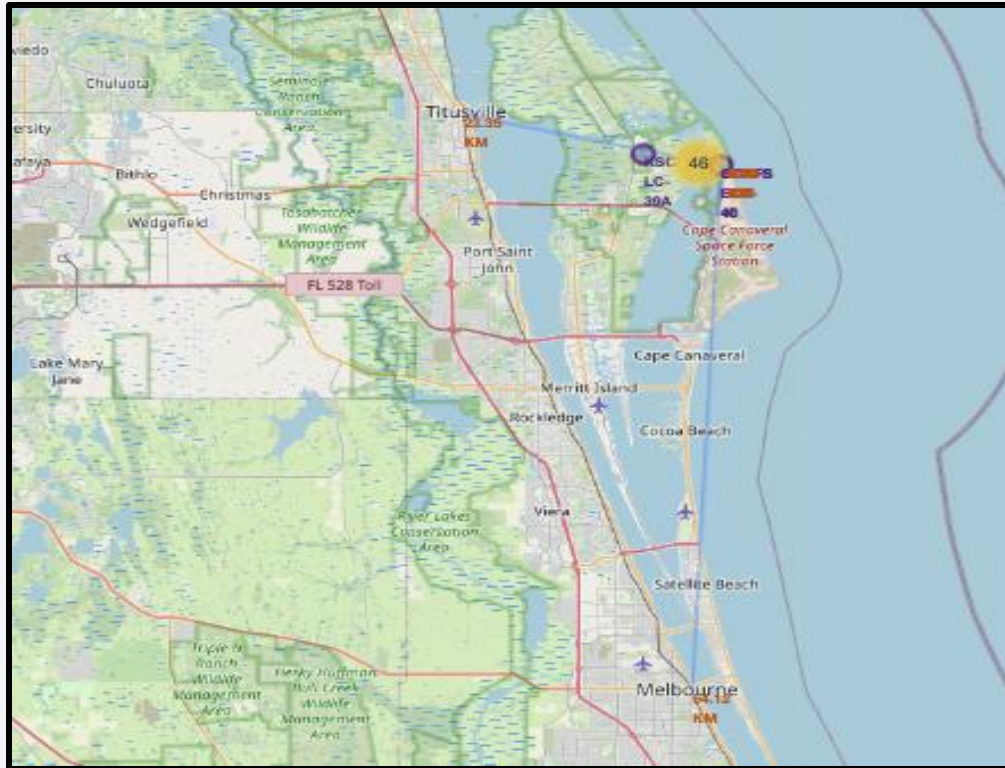 viedo
Chuluota
Seminole
Ranch
Conservation
Area
Titusville
KM
ersity
afaya
Bithlo
Christmas
Wedgefield
Tosohatchee
Wildlife
Management
Area
46
LC-
39A
40
Cape Canaveral
Space Force
Station
Port Saint
John
FL 528 Toll
Lake Mary
Jane
Cape Canaveral
Merritt Island
Rockledge
Cocoa Beach
River Lakes
Conservation
Area
Viera
Satellite Beach
Triple N
Ranch
Wildlife
Management
Area
Herky Huffman
Bull Creek
Wildlife
Management
Area
Melbourne
KM